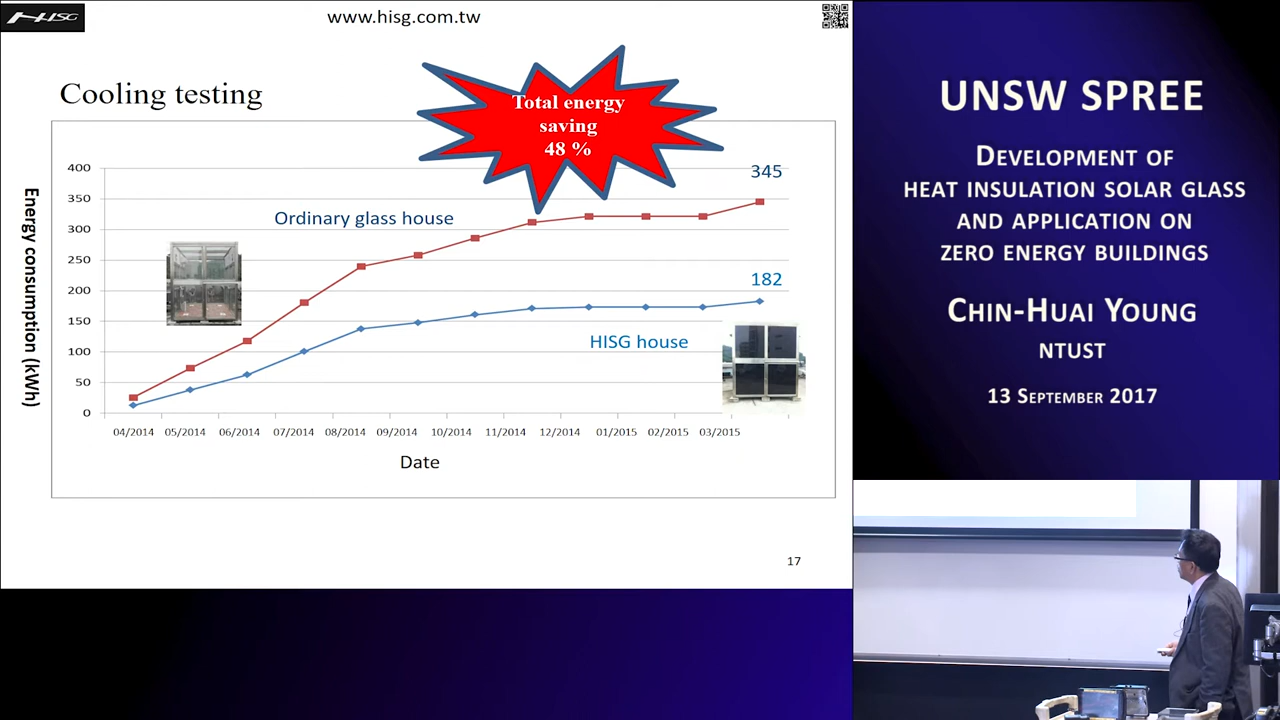 HISG
www.hisg.com.tw
Cooling testing
Total energy
saving
48 %
Energy consumption (kWh)
400
350
300
250
200
150
100
50
0
345
Ordinary glass house
182
HISG house
04/2014 05/2014 06/2014 07/2014 08/2014 09/2014 10/2014 11/2014 12/2014 01/2015 02/2015 03/2015
Date
17
UNSW SPREE
DEVELOPMENT OF
HEAT INSULATION SOLAR GLASS
AND APPLICATION ON
ZERO ENERGY BUILDINGS
CHIN-HUAI YOUNG
NTUST
13 SEPTEMBER 2017